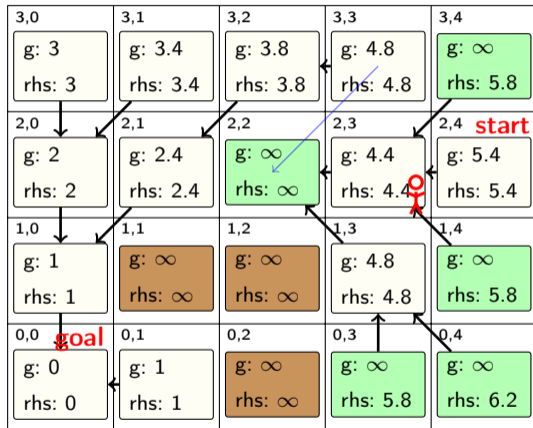 3,0 3,1 3,2 3,3 3,4
g: 3 g: 3.4 g: 3.8 g: 4.8 g: ∞
rhs: 3 rhs: 3.4 rhs: 3.8 rhs: 4.8 rhs: 5.8
2,0 2,1 2,2 2,3 2,4 start
g: 2 g: 2.4 g: ∞ g: 4.4 g: 5.4
rhs: 2 rhs: 2.4 rhs: ∞ rhs: 4.4 rhs: 5.4
1,0 1,1 1,2 1,3 1,4
g: 1 g: ∞ g: ∞ g: 4.8 g: ∞
rhs: 1 rhs: ∞ rhs: ∞ rhs: 4.8 rhs: 5.8
0,0 goal 0,1 0,2 0,3 0,4
g: 0 g: 1 g: ∞ g: ∞ g: ∞
rhs: 0 rhs: 1 rhs: ∞ rhs: 5.8 rhs: 6.2